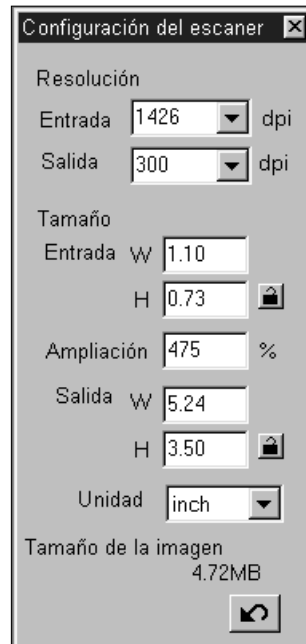 Configuración del escaner
Resolución
Entrada 1426 dpi
Salida 300 dpi
Tamaño
Entrada W 1.10
H 0.73
Ampliación 475 %
Salida W 5.24
H 3.50
Unidad inch
Tamaño de la imagen
4.72MB